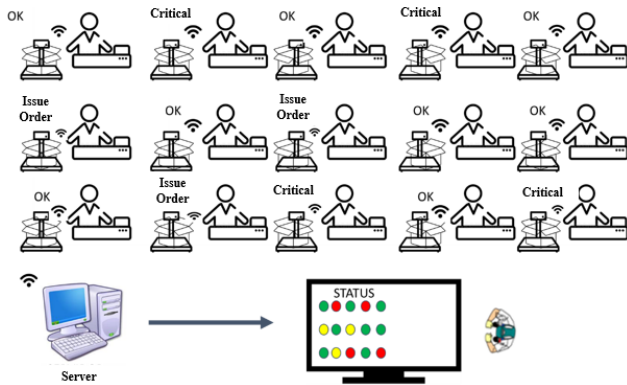 OK
Critical
OK
Critical
OK
Issue
Order
OK
Issue
Order
OK
OK
OK
Issue
Order
Critical
OK
Critical
STATUS
Server